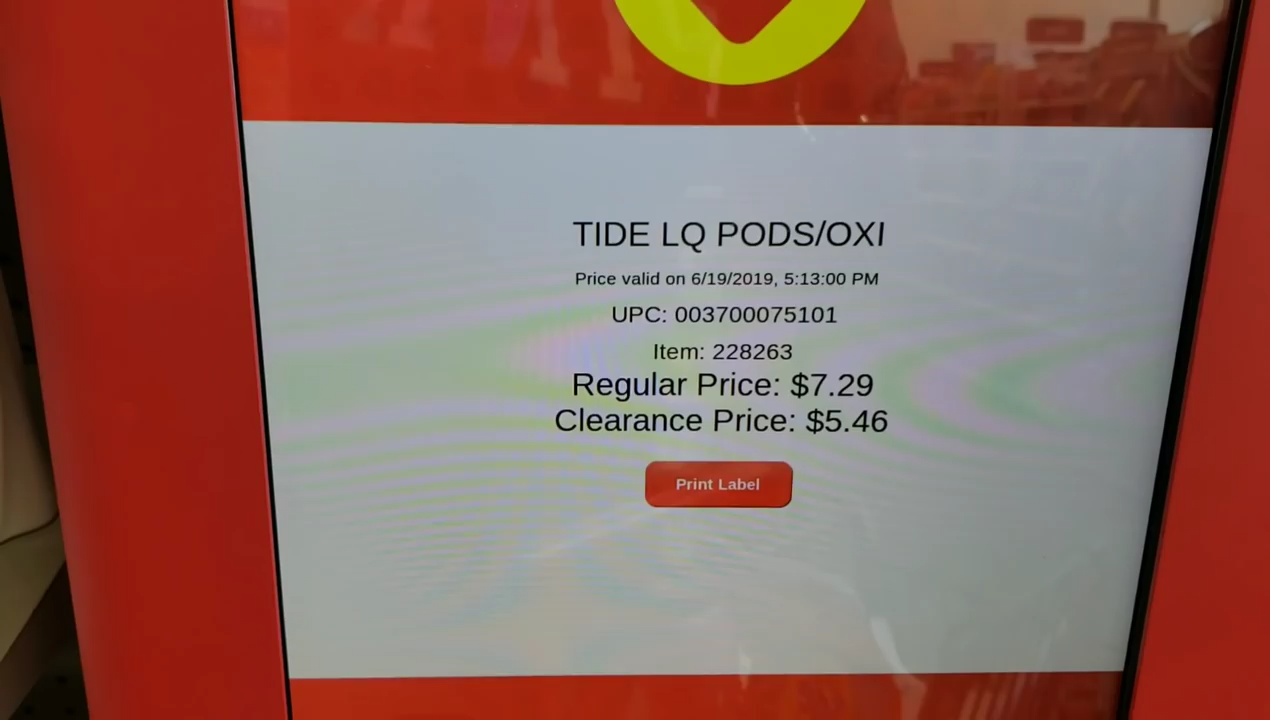 TIDE LQ PODS/OXI
Price valid on 6/19/2019, 5:13:00 PM
UPC: 003700075101
Item: 228263
Regular Price: $7.29
Clearance Price: $5.46
Print Label